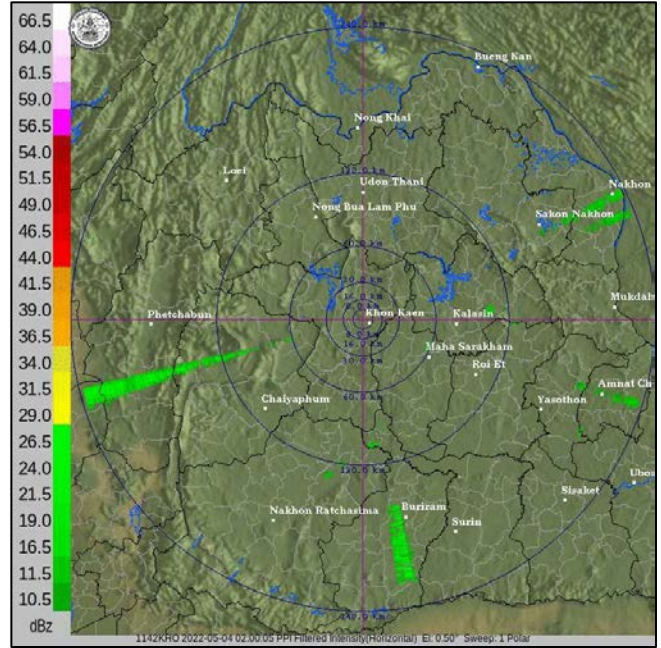 66.5
64.0
61.5
59.0
56.5
54.0
51.5
49.0
46.5
44.0
41.5
39.0
36.5
34.0
31.5
29.0
26.5
24.0
21.5
19.0
16.5
14.0
11.5
10.5
dBz
Bueng Kan
Nong Khai
Loei
Udon Thani
Nakhon
Nong Bua Lam Phu
Sakon Nakhon
Mukdah
Phetchabun
Khon Kaen
Kalasin
Maha Sarakham
Roi Et
Amnat Ch
Chaiyaphum
Yasothon
Ubo
Sisaket
Nakhon Ratchasima
Buriram
Surin
1142KHO 2022-05-04 02:00:05 PPI Filtered Intensity(Horizontal) El: 0.50° Sweep: 1 Polar